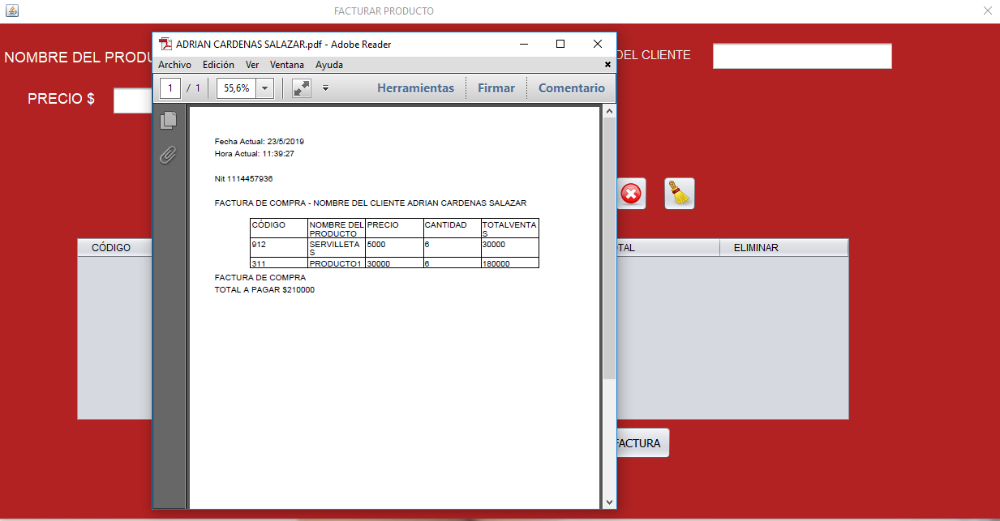 FACTURAR PRODUCTO
ADRIAN CARDENAS SALAZAR.pdf - Adobe Reader
NOMBRE DEL PRODU
DEL CLIENTE
Archivo Edición Ver Ventana Ayuda
PRECIO $
1 / 1 55,6% Herramientas Firmar Comentario
Fecha Actual: 23/5/2019
Hora Actual: 11:39:27
Nit 1114457936
FACTURA DE COMPRA - NOMBRE DEL CLIENTE ADRIAN CARDENAS SALAZAR
CÓDIGO NOMBRE DEL PRODUCTO PRECIO CANTIDAD TOTALVENTAS
912 SERVILLETAS 5000 6 30000
311 PRODUCTO1 30000 6 180000
FACTURA DE COMPRA
TOTAL A PAGAR $210000
CÓDIGO TAL ELIMINAR
FACTURA